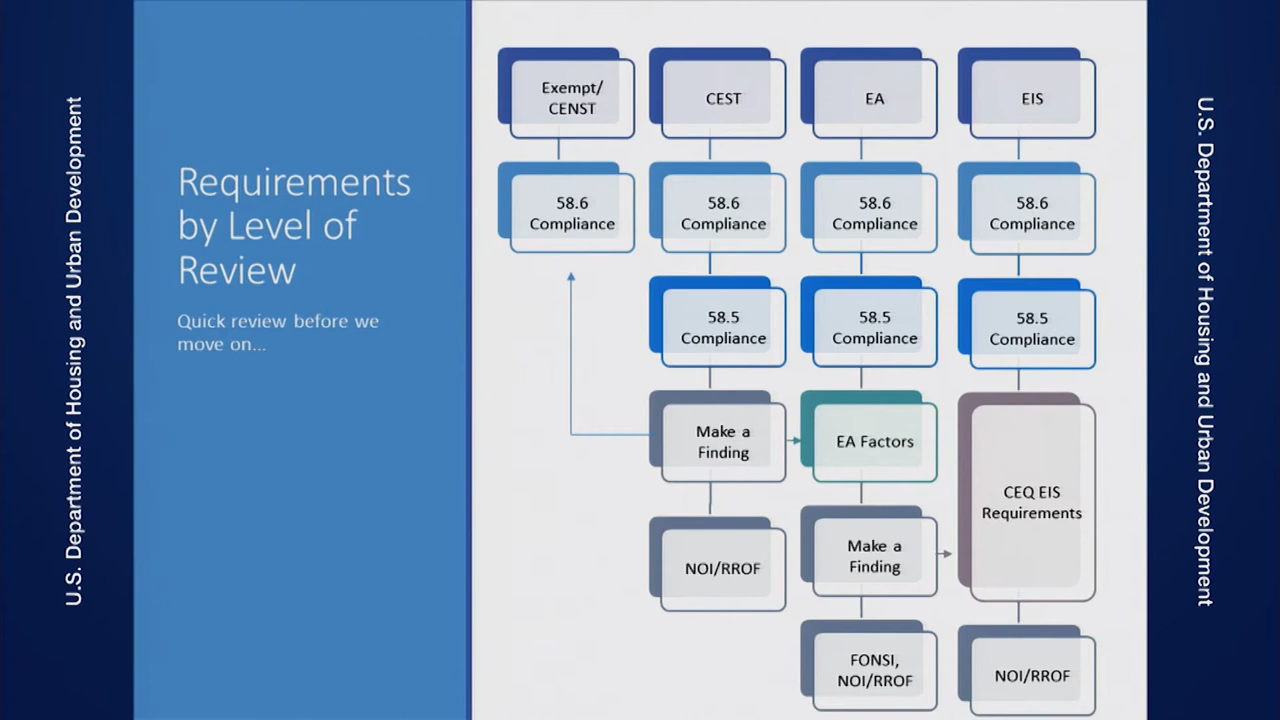 U.S. Department of Housing and Urban Development
Requirements
by Level of
Review
Quick review before we
move on...
Exempt/
CENST
58.6
Compliance
CEST
58.6
Compliance
58.5
Compliance
Make a
Finding
NOI/RROF
EA
58.6
Compliance
58.5
Compliance
EA Factors
Make a
Finding
FONSI,
NOI/RROF
EIS
58.6
Compliance
58.5
Compliance
CEQ EIS
Requirements
NOI/RROF
U.S. Department of Housing and Urban Development